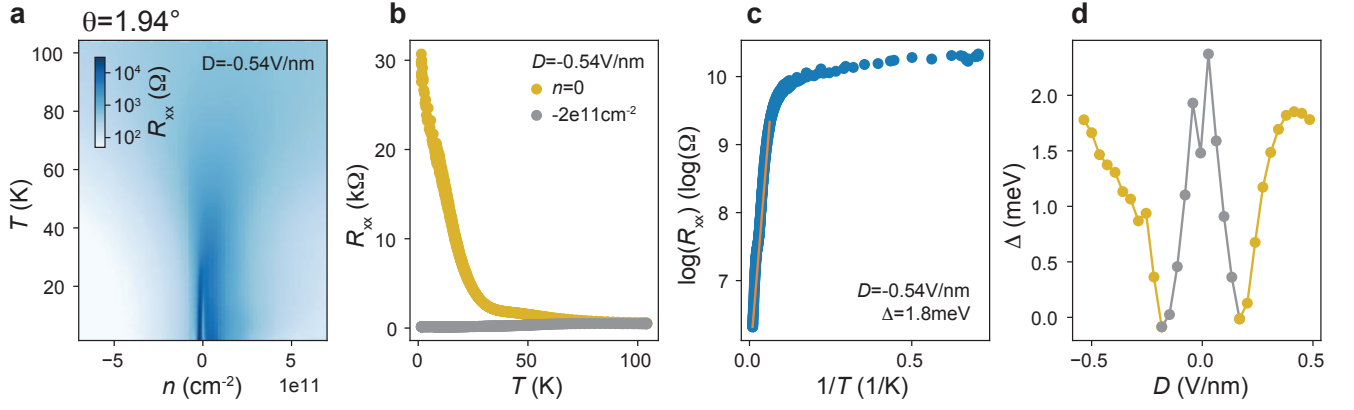 a
θ=1.94°
D=-0.54V/nm
10⁴
10³
10²
Rxx (Ω)
100
80
60
40
20
T (K)
−5
0
5
n (cm⁻²)
1e11
b
D=-0.54V/nm
n=0
-2e11cm⁻²
30
20
10
0
Rxx (kΩ)
0
50
100
T (K)
c
10
9
8
7
log(Rxx) (log(Ω)
D=-0.54V/nm
Δ=1.8meV
0.0
0.5
1/T (1/K)
d
2.0
1.5
1.0
0.5
0.0
Δ (meV)
−0.5
0.0
0.5
D (V/nm)